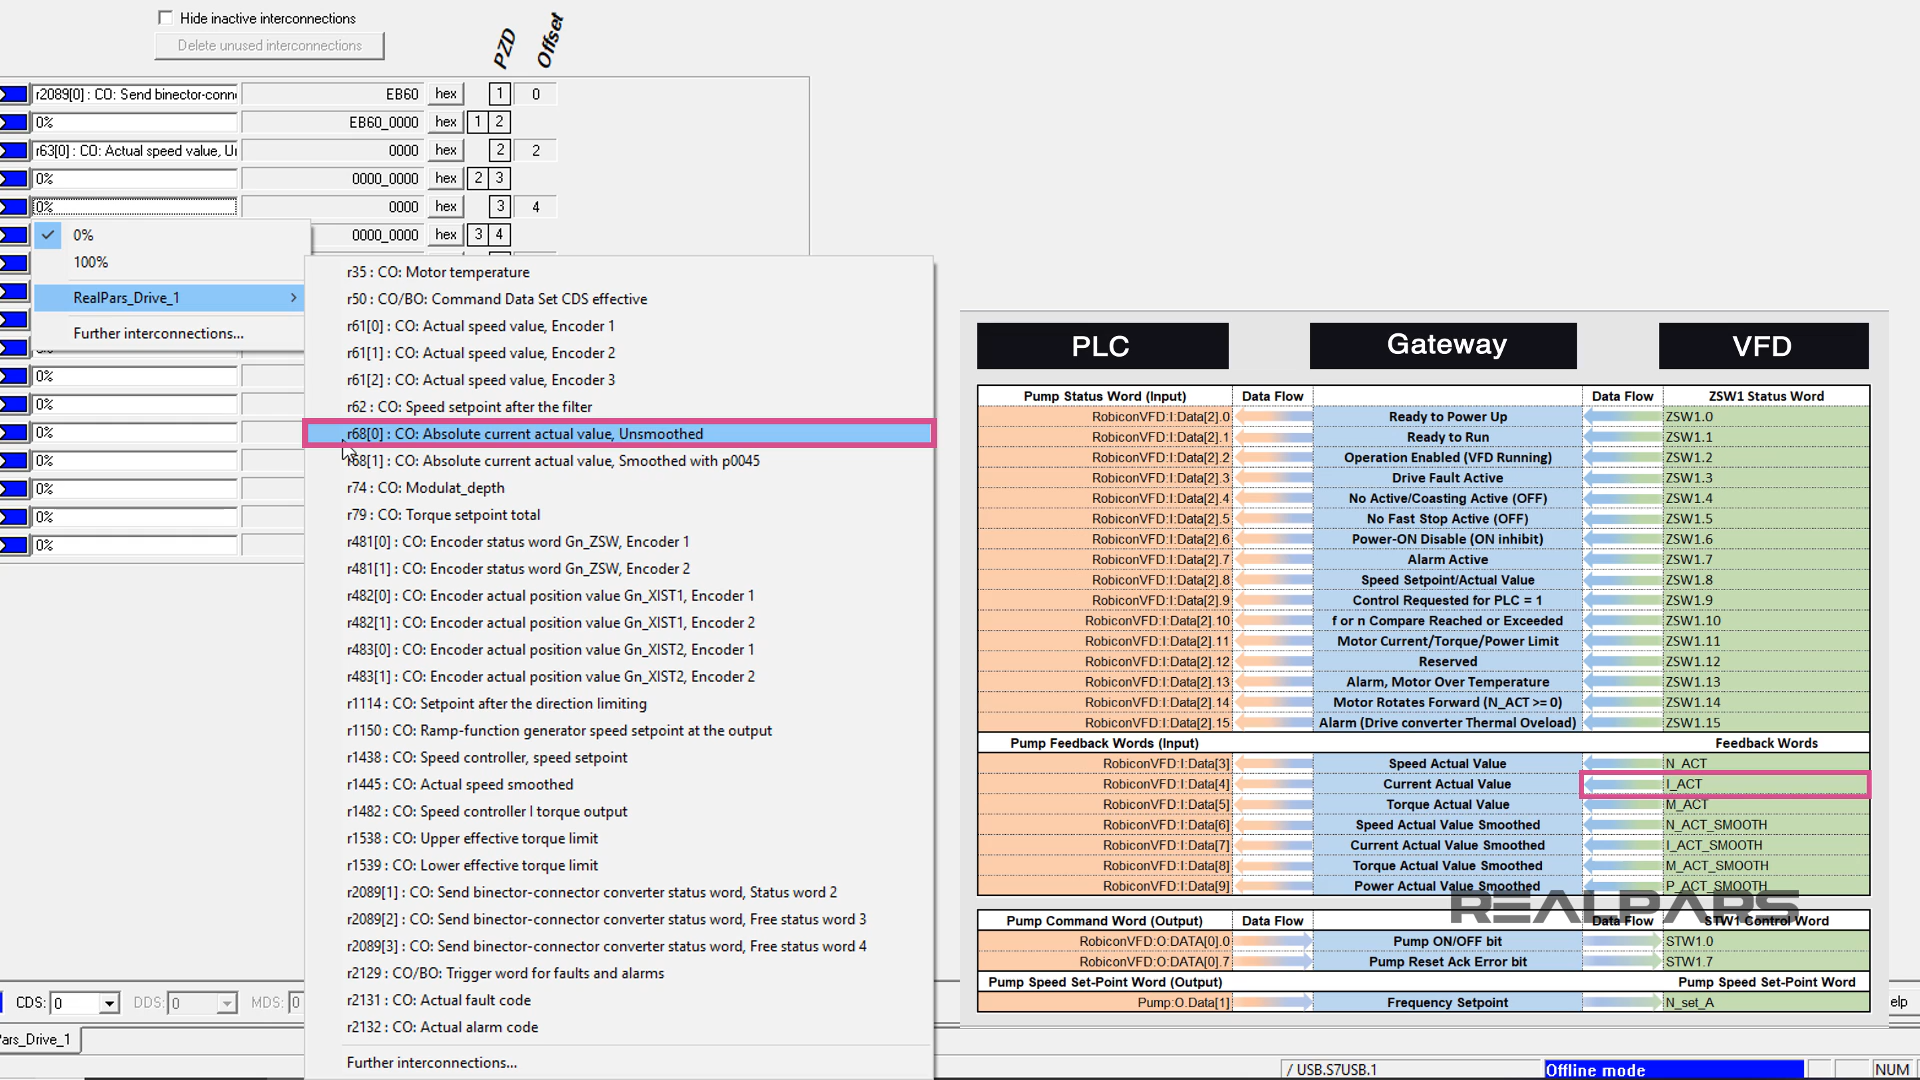 Hide inactive interconnections
Delete unused interconnections
PZD
Offset
r2089[0] : CO: Send binector-conn
EB60 hex 1 0
0% EB60_0000 hex 1 2
r63[0] : CO: Actual speed value, Un
0000 hex 2 2
0% 0000_0000 hex 2 3
0% 0000 hex 3 4
0000_0000 hex 3 4
0%
100%
RealPars_Drive_1
Further interconnections...
0%
0%
0%
0%
0%
0%
0%
r35 : CO: Motor temperature
r50 : CO/BO: Command Data Set CDS effective
r61[0] : CO: Actual speed value, Encoder 1
r61[1] : CO: Actual speed value, Encoder 2
r61[2] : CO: Actual speed value, Encoder 3
r62 : CO: Speed setpoint after the filter
r68[0] : CO: Absolute current actual value, Unsmoothed
r68[1] : CO: Absolute current actual value, Smoothed with p0045
r74 : CO: Modulat_depth
r79 : CO: Torque setpoint total
r481[0] : CO: Encoder status word Gn_ZSW, Encoder 1
r481[1] : CO: Encoder status word Gn_ZSW, Encoder 2
r482[0] : CO: Encoder actual position value Gn_XIST1, Encoder 1
r482[1] : CO: Encoder actual position value Gn_XIST1, Encoder 2
r483[0] : CO: Encoder actual position value Gn_XIST2, Encoder 1
r483[1] : CO: Encoder actual position value Gn_XIST2, Encoder 2
r1114 : CO: Setpoint after the direction limiting
r1150 : CO: Ramp-function generator speed setpoint at the output
r1438 : CO: Speed controller, speed setpoint
r1445 : CO: Actual speed smoothed
r1482 : CO: Speed controller I torque output
r1538 : CO: Upper effective torque limit
r1539 : CO: Lower effective torque limit
r2089[1] : CO: Send binector-connector converter status word, Status word 2
r2089[2] : CO: Send binector-connector converter status word, Free status word 3
r2089[3] : CO: Send binector-connector converter status word, Free status word 4
r2129 : CO/BO: Trigger word for faults and alarms
r2131 : CO: Actual fault code
r2132 : CO: Actual alarm code
Further interconnections...
CDS: 0 DDS: 0 MDS: 0
Pars_Drive_1
PLC Gateway VFD
Pump Status Word (Input) Data Flow Data Flow ZSW1 Status Word
RobiconVFD:I:Data[2].0 Ready to Power Up ZSW1.0
RobiconVFD:I:Data[2].1 Ready to Run ZSW1.1
RobiconVFD:I:Data[2].2 Operation Enabled (VFD Running) ZSW1.2
RobiconVFD:I:Data[2].3 Drive Fault Active ZSW1.3
RobiconVFD:I:Data[2].4 No Active/Coasting Active (OFF) ZSW1.4
RobiconVFD:I:Data[2].5 No Fast Stop Active (OFF) ZSW1.5
RobiconVFD:I:Data[2].6 Power-ON Disable (ON inhibit) ZSW1.6
RobiconVFD:I:Data[2].7 Alarm Active ZSW1.7
RobiconVFD:I:Data[2].8 Speed Setpoint/Actual Value ZSW1.8
RobiconVFD:I:Data[2].9 Control Requested for PLC = 1 ZSW1.9
RobiconVFD:I:Data[2].10 f or n Compare Reached or Exceeded ZSW1.10
RobiconVFD:I:Data[2].11 Motor Current/Torque/Power Limit ZSW1.11
RobiconVFD:I:Data[2].12 Reserved ZSW1.12
RobiconVFD:I:Data[2].13 Alarm, Motor Over Temperature ZSW1.13
RobiconVFD:I:Data[2].14 Motor Rotates Forward (N_ACT >= 0) ZSW1.14
RobiconVFD:I:Data[2].15 Alarm (Drive converter Thermal Oveload) ZSW1.15
Pump Feedback Words (Input) Feedback Words
RobiconVFD:I:Data[3] Speed Actual Value N_ACT
RobiconVFD:I:Data[4] Current Actual Value I_ACT
RobiconVFD:I:Data[5] Torque Actual Value M_ACT
RobiconVFD:I:Data[6] Speed Actual Value Smoothed N_ACT_SMOOTH
RobiconVFD:I:Data[7] Current Actual Value Smoothed I_ACT_SMOOTH
RobiconVFD:I:Data[8] Torque Actual Value Smoothed M_ACT_SMOOTH
RobiconVFD:I:Data[9] Power Actual Value Smoothed P_ACT_SMOOTH
REALPARS
Pump Command Word (Output) Data Flow Data Flow STW1 Control Word
RobiconVFD:O:DATA[0].0 Pump ON/OFF bit STW1.0
RobiconVFD:O:DATA[0].7 Pump Reset Ack Error bit STW1.7
Pump Speed Set-Point Word (Output) Pump Speed Set-Point Word
Pump:O.Data[1] Frequency Setpoint N_set_A
elp
/ USB.S7USB.1 Offline mode NUM